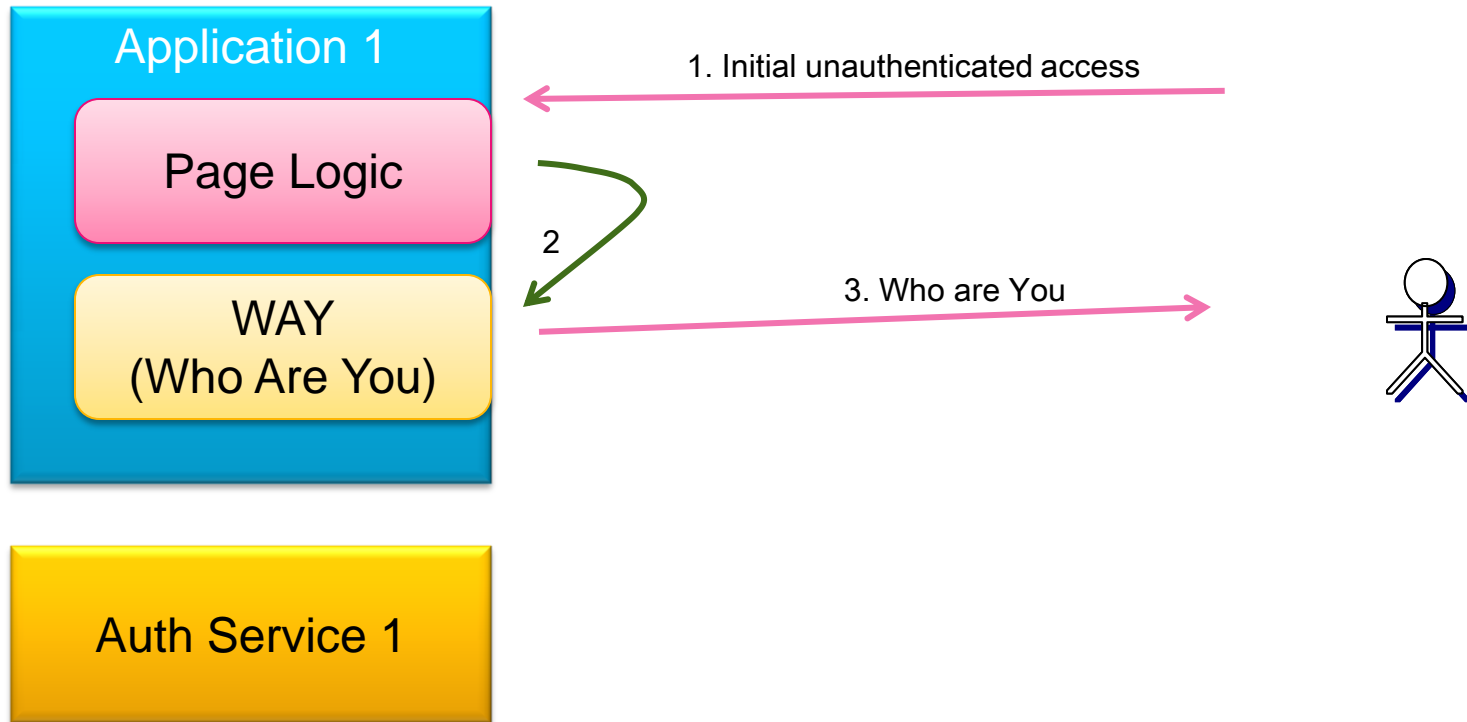 Application 1
1. Initial unauthenticated access
Page Logic
2
WAY
(Who Are You)
3. Who are You
Auth Service 1